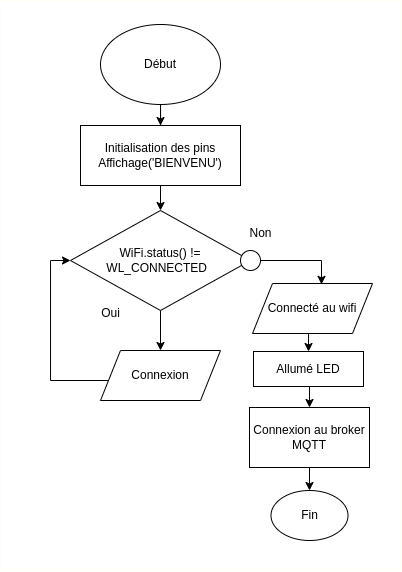 Début
Initialisation des pins
Affichage('BIENVENU')
WiFi.status() !=
WL_CONNECTED
Non
Oui
Connexion
Connecté au wifi
Allumé LED
Connexion au broker
MQTT
Fin